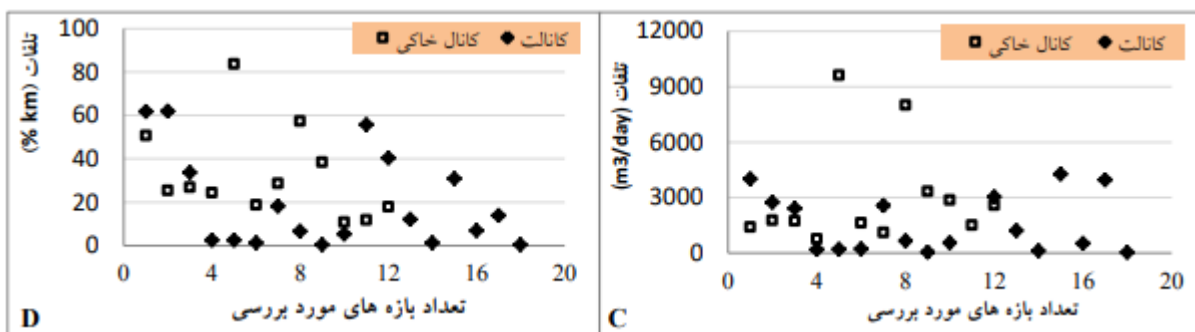 100
80
60
40
20
0
تلفات (% km)
کانال خاکی
کانالت
0 4 8 12 16 20
تعداد بازه های مورد بررسی
D
12000
9000
6000
3000
0
تلفات (m3/day)
کانال خاکی
کانالت
0 4 8 12 16 20
تعداد بازه های مورد بررسی
C